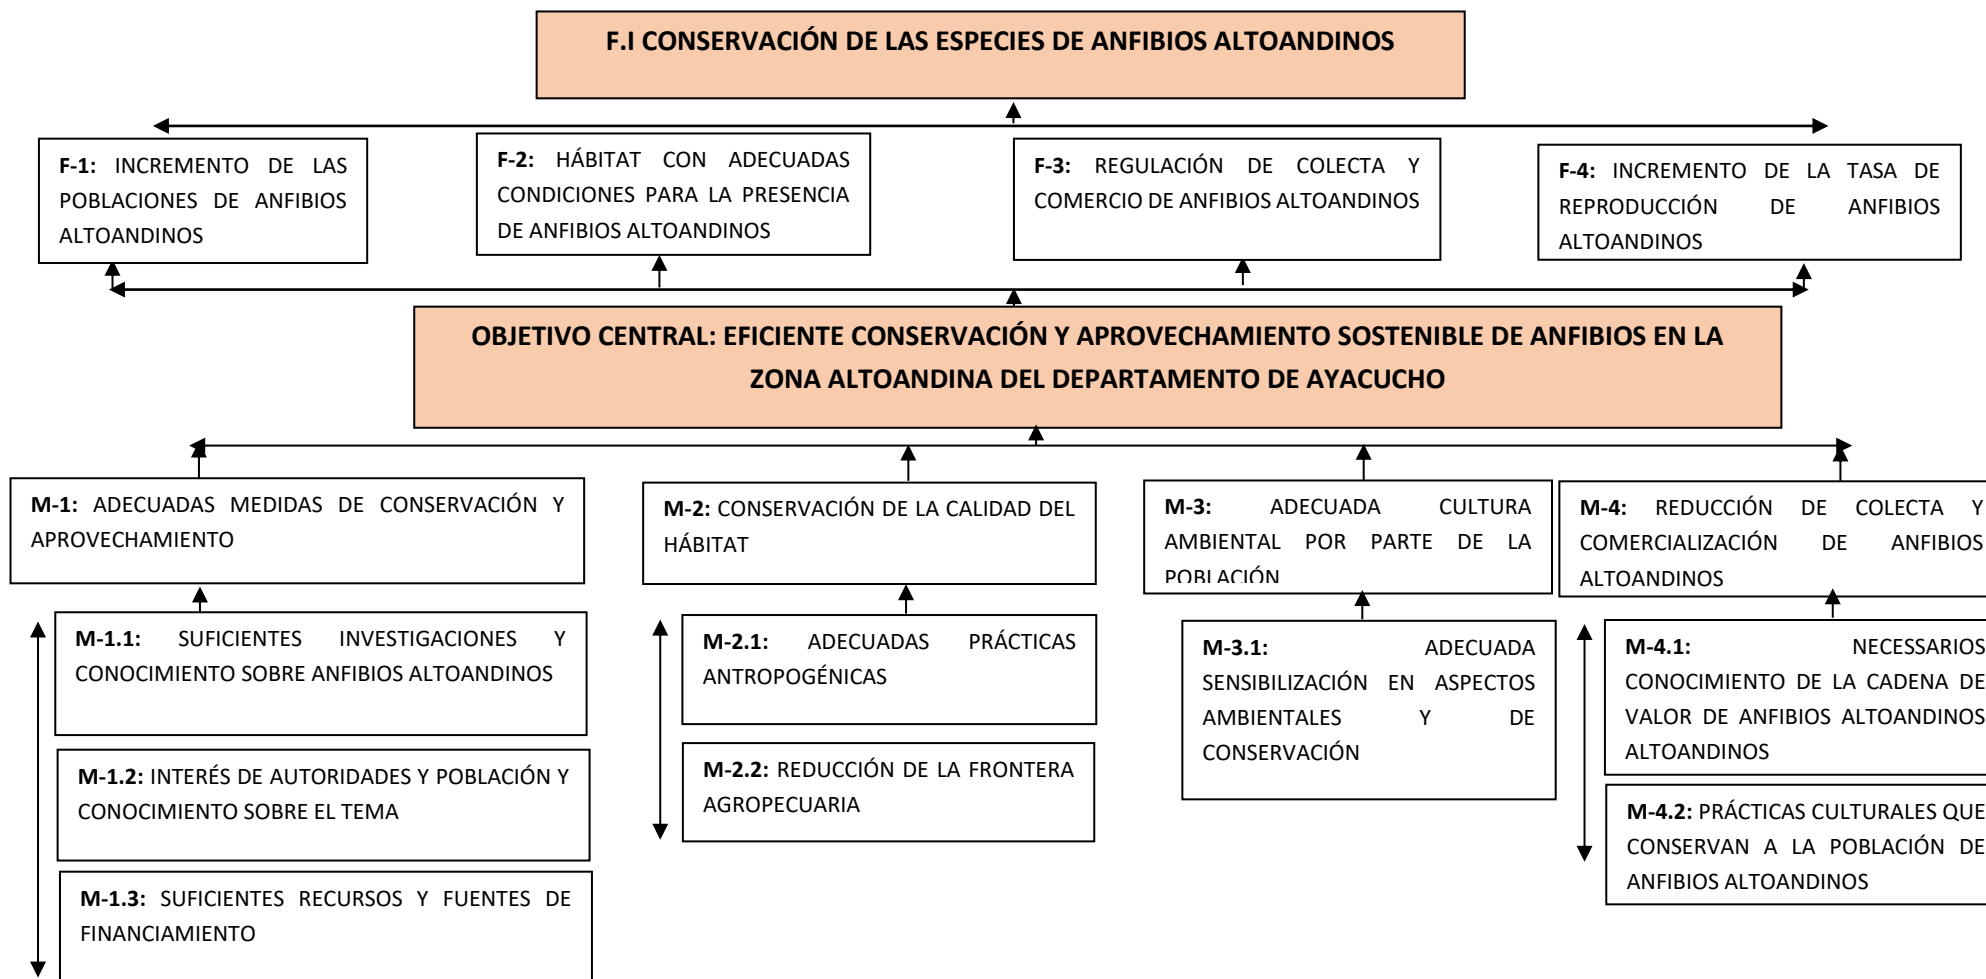 F.I CONSERVACIÓN DE LAS ESPECIES DE ANFIBIOS ALTOANDINOS
F-1: INCREMENTO DE LAS
POBLACIONES DE ANFIBIOS
ALTOANDINOS
F-2: HÁBITAT CON ADECUADAS
CONDICIONES PARA LA PRESENCIA
DE ANFIBIOS ALTOANDINOS
F-3: REGULACIÓN DE COLECTA Y
COMERCIO DE ANFIBIOS ALTOANDINOS
F-4: INCREMENTO DE LA TASA DE
REPRODUCCIÓN DE ANFIBIOS
ALTOANDINOS
OBJETIVO CENTRAL: EFICIENTE CONSERVACIÓN Y APROVECHAMIENTO SOSTENIBLE DE ANFIBIOS EN LA
ZONA ALTOANDINA DEL DEPARTAMENTO DE AYACUCHO
M-1: ADECUADAS MEDIDAS DE CONSERVACIÓN Y
APROVECHAMIENTO
M-2: CONSERVACIÓN DE LA CALIDAD DEL
HÁBITAT
M-3: ADECUADA CULTURA
AMBIENTAL POR PARTE DE LA
POBLACIÓN
M-4: REDUCCIÓN DE COLECTA Y
COMERCIALIZACIÓN DE ANFIBIOS
ALTOANDINOS
M-1.1: SUFICIENTES INVESTIGACIONES Y
CONOCIMIENTO SOBRE ANFIBIOS ALTOANDINOS
M-1.2: INTERÉS DE AUTORIDADES Y POBLACIÓN Y
CONOCIMIENTO SOBRE EL TEMA
M-1.3: SUFICIENTES RECURSOS Y FUENTES DE
FINANCIAMIENTO
M-2.1: ADECUADAS PRÁCTICAS
ANTROPOGÉNICAS
M-2.2: REDUCCIÓN DE LA FRONTERA
AGROPECUARIA
M-3.1: ADECUADA
SENSIBILIZACIÓN EN ASPECTOS
AMBIENTALES Y DE
CONSERVACIÓN
M-4.1: NECESSARIOS
CONOCIMIENTO DE LA CADENA DE
VALOR DE ANFIBIOS ALTOANDINOS
ALTOANDINOS
M-4.2: PRÁCTICAS CULTURALES QUE
CONSERVAN A LA POBLACIÓN DE
ANFIBIOS ALTOANDINOS